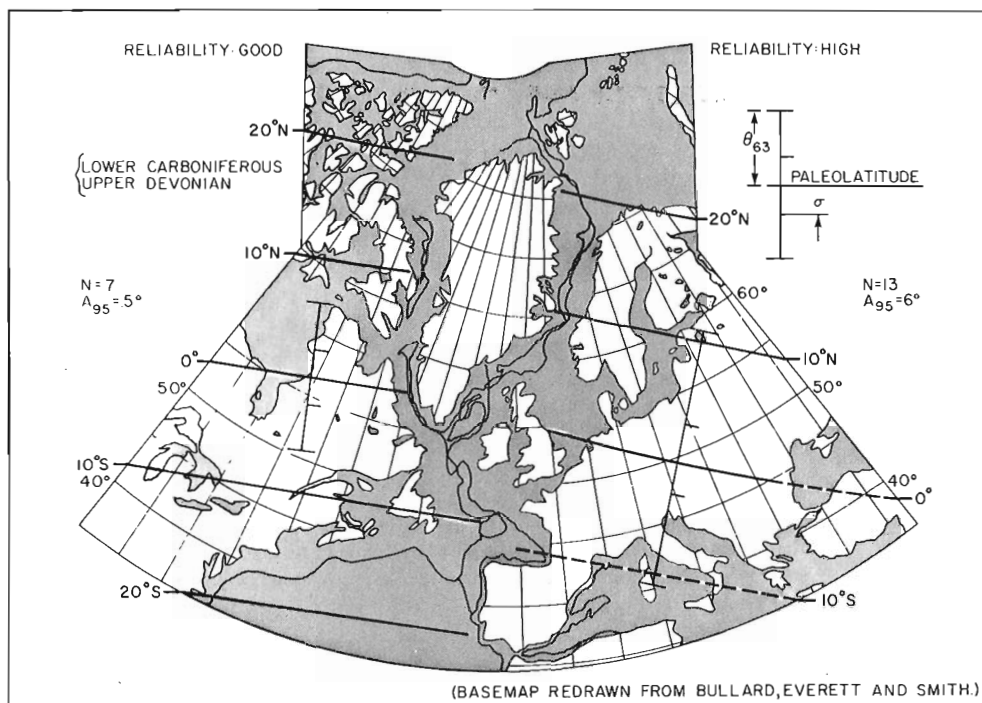 RELIABILITY: GOOD
RELIABILITY: HIGH
20°N
LOWER CARBONIFEROUS
UPPER DEVONIAN
θ63
PALEOLATITUDE
σ
20°N
10°N
N=7
A95=.5°
N=13
A95=6°
60°
0°
10°N
50°
50°
10°S
40°
40°
0°
20°S
10°S
(BASEMAP REDRAWN FROM BULLARD, EVERETT AND SMITH.)